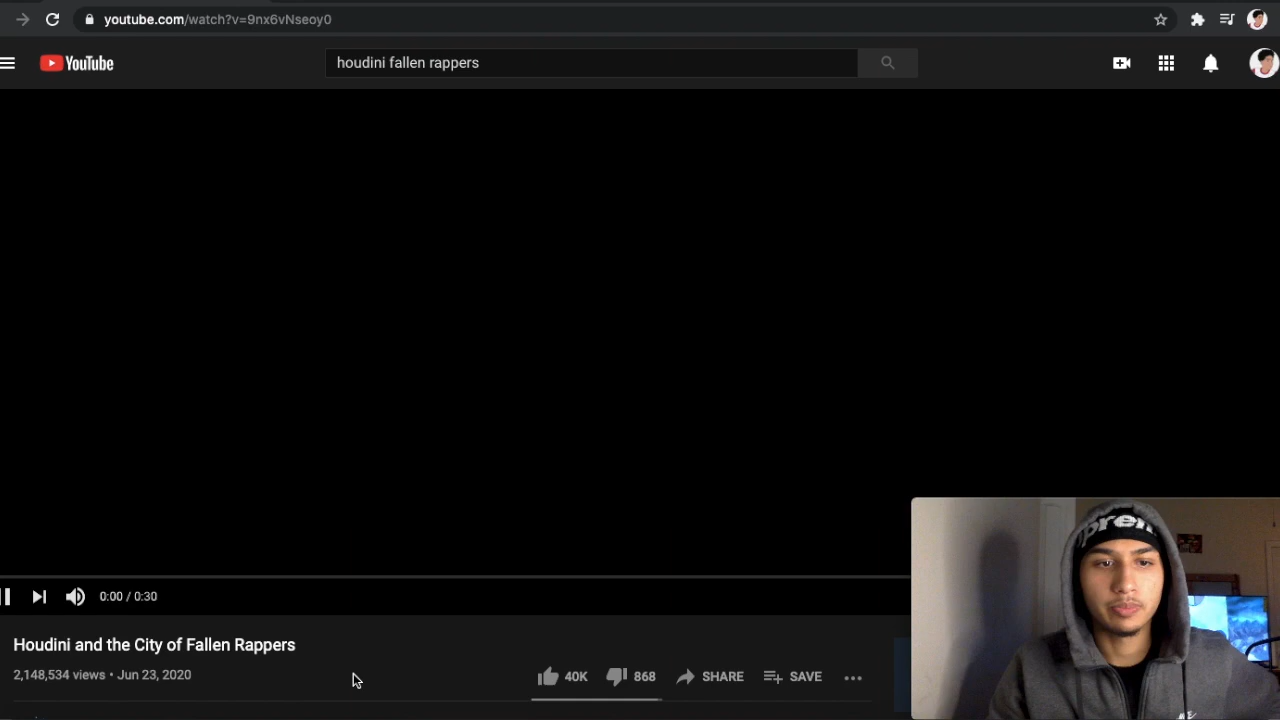 youtube.com/watch?v=9nx6vNseoy0
YouTube
houdini fallen rappers
0:00 / 0:30
Houdini and the City of Fallen Rappers
2,148,534 views • Jun 23, 2020
40K
868
SHARE
SAVE
prem